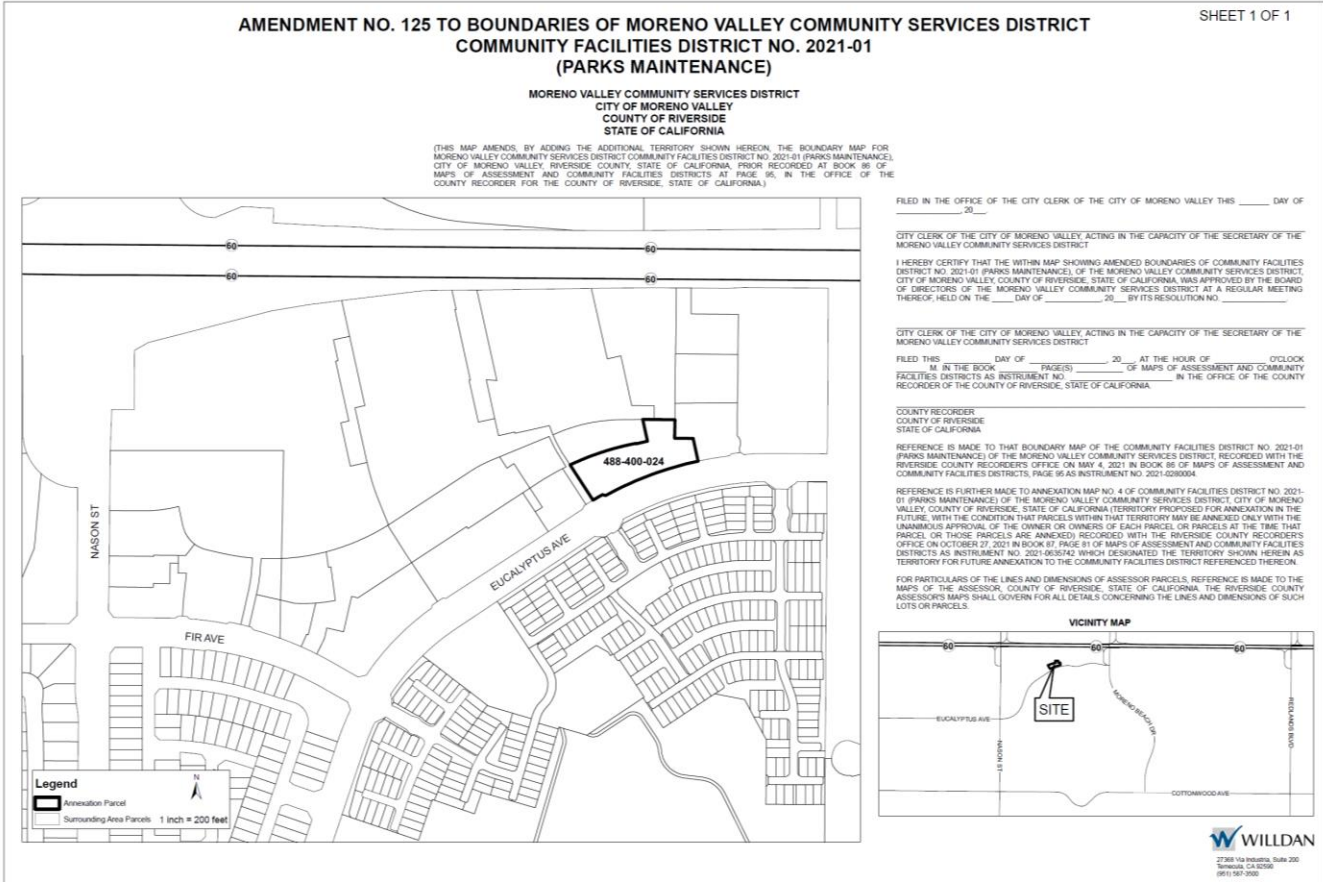 SHEET 1 OF 1
AMENDMENT NO. 125 TO BOUNDARIES OF MORENO VALLEY COMMUNITY SERVICES DISTRICT
COMMUNITY FACILITIES DISTRICT NO. 2021-01
(PARKS MAINTENANCE)
MORENO VALLEY COMMUNITY SERVICES DISTRICT
CITY OF MORENO VALLEY
COUNTY OF RIVERSIDE
STATE OF CALIFORNIA
(THIS MAP AMENDS, BY ADDING THE ADDITIONAL TERRITORY SHOWN HEREON, THE BOUNDARY MAP FOR
MORENO VALLEY COMMUNITY SERVICES DISTRICT COMMUNITY FACILITIES DISTRICT NO. 2021-01 (PARKS MAINTENANCE),
CITY OF MORENO VALLEY, RIVERSIDE COUNTY, STATE OF CALIFORNIA, PRIOR RECORDED AT BOOK 86 OF
MAPS OF ASSESSMENT AND COMMUNITY FACILITIES DISTRICTS AT PAGE 95, IN THE OFFICE OF THE
COUNTY RECORDER FOR THE COUNTY OF RIVERSIDE, STATE OF CALIFORNIA.)
60
60
60
60
488-400-024
NASON ST
EUCALYPTUS AVE
FIR AVE
Legend
N
Annexation Parcel
Surrounding Area Parcels 1 inch = 200 feet
FILED IN THE OFFICE OF THE CITY CLERK OF THE CITY OF MORENO VALLEY THIS ______ DAY OF
____________, 20__.
CITY CLERK OF THE CITY OF MORENO VALLEY, ACTING IN THE CAPACITY OF THE SECRETARY OF THE
MORENO VALLEY COMMUNITY SERVICES DISTRICT
I HEREBY CERTIFY THAT THE WITHIN MAP SHOWING AMENDED BOUNDARIES OF COMMUNITY FACILITIES
DISTRICT NO. 2021-01 (PARKS MAINTENANCE), OF THE MORENO VALLEY COMMUNITY SERVICES DISTRICT,
CITY OF MORENO VALLEY, COUNTY OF RIVERSIDE, STATE OF CALIFORNIA, WAS APPROVED BY THE BOARD
OF DIRECTORS OF THE MORENO VALLEY COMMUNITY SERVICES DISTRICT AT A REGULAR MEETING
THEREOF, HELD ON THE ____ DAY OF ___________, 20__ BY ITS RESOLUTION NO. ____________.
CITY CLERK OF THE CITY OF MORENO VALLEY, ACTING IN THE CAPACITY OF THE SECRETARY OF THE
MORENO VALLEY COMMUNITY SERVICES DISTRICT
FILED THIS _________ DAY OF ______________, 20__, AT THE HOUR OF _________ O'CLOCK
______M. IN THE BOOK ________ PAGE(S) _________ OF MAPS OF ASSESSMENT AND COMMUNITY
FACILITIES DISTRICTS AS INSTRUMENT NO. ____________________ IN THE OFFICE OF THE COUNTY
RECORDER OF THE COUNTY OF RIVERSIDE, STATE OF CALIFORNIA.
COUNTY RECORDER
COUNTY OF RIVERSIDE
STATE OF CALIFORNIA
REFERENCE IS MADE TO THAT BOUNDARY MAP OF THE COMMUNITY FACILITIES DISTRICT NO. 2021-01
(PARKS MAINTENANCE) OF THE MORENO VALLEY COMMUNITY SERVICES DISTRICT, RECORDED WITH THE
RIVERSIDE COUNTY RECORDER'S OFFICE ON MAY 4, 2021 IN BOOK 86 OF MAPS OF ASSESSMENT AND
COMMUNITY FACILITIES DISTRICTS, PAGE 95 AS INSTRUMENT NO. 2021-0280004.
REFERENCE IS FURTHER MADE TO ANNEXATION MAP NO. 4 OF COMMUNITY FACILITIES DISTRICT NO. 2021-
01 (PARKS MAINTENANCE) OF THE MORENO VALLEY COMMUNITY SERVICES DISTRICT, CITY OF MORENO
VALLEY, COUNTY OF RIVERSIDE, STATE OF CALIFORNIA (TERRITORY PROPOSED FOR ANNEXATION IN THE
FUTURE, WITH THE CONDITION THAT PARCELS WITHIN THAT TERRITORY MAY BE ANNEXED ONLY WITH THE
UNANIMOUS APPROVAL OF THE OWNER OR OWNERS OF EACH PARCEL OR PARCELS AT THE TIME THAT
PARCEL OR THOSE PARCELS ARE ANNEXED) RECORDED WITH THE RIVERSIDE COUNTY RECORDER'S
OFFICE ON OCTOBER 27, 2021 IN BOOK 87, PAGE 81 OF MAPS OF ASSESSMENT AND COMMUNITY FACILITIES
DISTRICTS AS INSTRUMENT NO. 2021-0635742 WHICH DESIGNATED THE TERRITORY SHOWN HEREIN AS
TERRITORY FOR FUTURE ANNEXATION TO THE COMMUNITY FACILITIES DISTRICT REFERENCED THEREON.
FOR PARTICULARS OF THE LINES AND DIMENSIONS OF ASSESSOR PARCELS, REFERENCE IS MADE TO THE
MAPS OF THE ASSESSOR, COUNTY OF RIVERSIDE, STATE OF CALIFORNIA. THE RIVERSIDE COUNTY
ASSESSOR'S MAPS SHALL GOVERN FOR ALL DETAILS CONCERNING THE LINES AND DIMENSIONS OF SUCH
LOTS OR PARCELS.
VICINITY MAP
60
60
60
SITE
EUCALYPTUS AVE
NASON ST
MORENO BEACH DR
REDLANDS BLVD
COTTONWOOD AVE
WILLDAN
27368 Via Industria, Suite 200
Temecula, CA 92590
(951) 587-3500